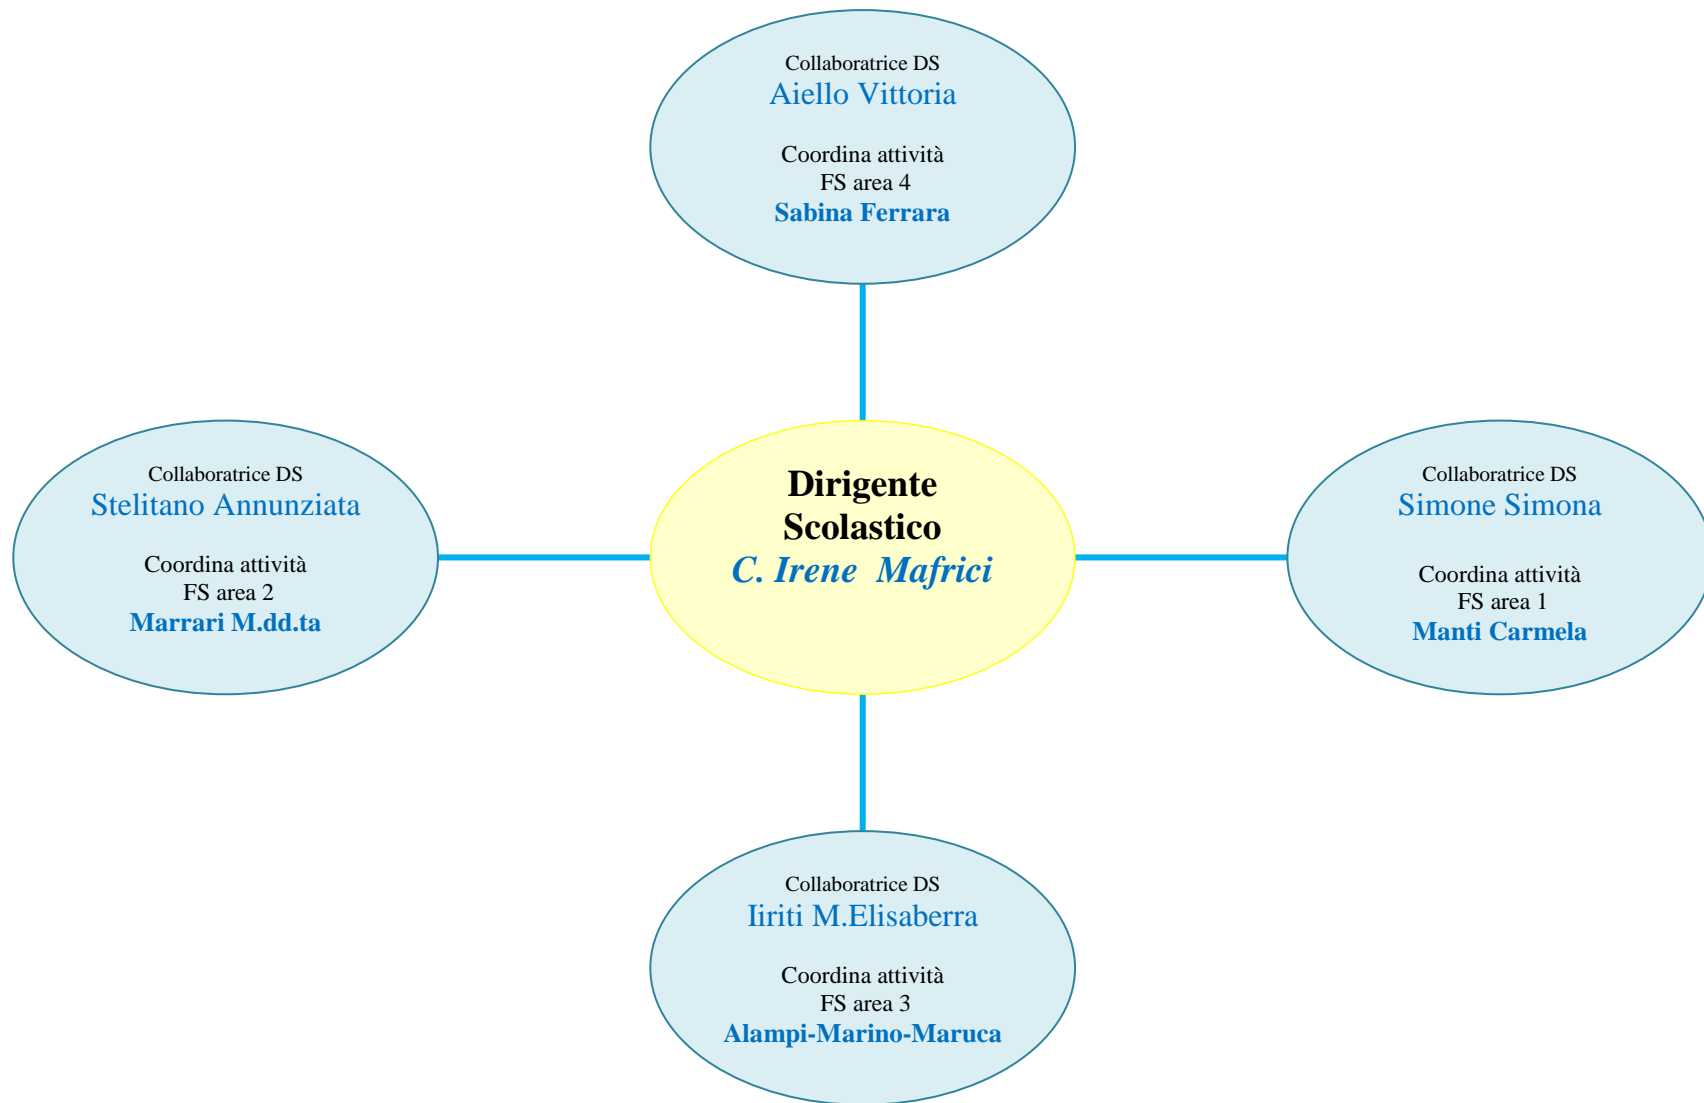 Collaboratrice DS
Aiello Vittoria
Coordina attività
FS area 4
Sabina Ferrara
Collaboratrice DS
Stelitano Annunziata
Coordina attività
FS area 2
Marrari M.dd.ta
Dirigente
Scolastico
C. Irene Mafrici
Collaboratrice DS
Simone Simona
Coordina attività
FS area 1
Manti Carmela
Collaboratrice DS
Iiriti M.Elisaberra
Coordina attività
FS area 3
Alampi-Marino-Maruca